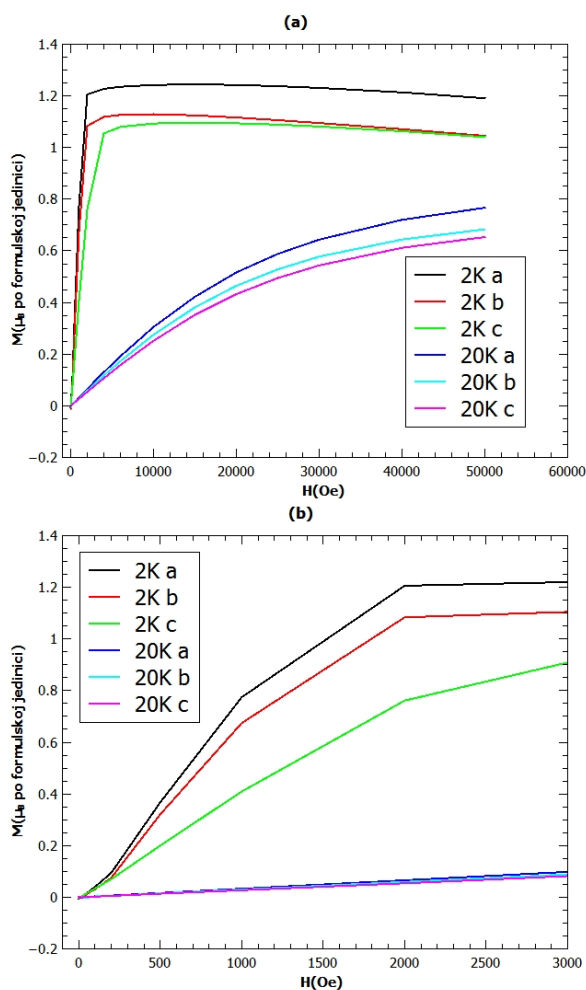 (a)
1.4
1.2
1
0.8
0.6
0.4
0.2
0
−0.2
M(μB po formulskoj jedinici)
2K a
2K b
2K c
20K a
20K b
20K c
0 10000 20000 30000 40000 50000 60000
H(Oe)
(b)
1.4
1.2
1
0.8
0.6
0.4
0.2
0
−0.2
M(μB po formulskoj jedinici)
2K a
2K b
2K c
20K a
20K b
20K c
0 500 1000 1500 2000 2500 3000
H(Oe)